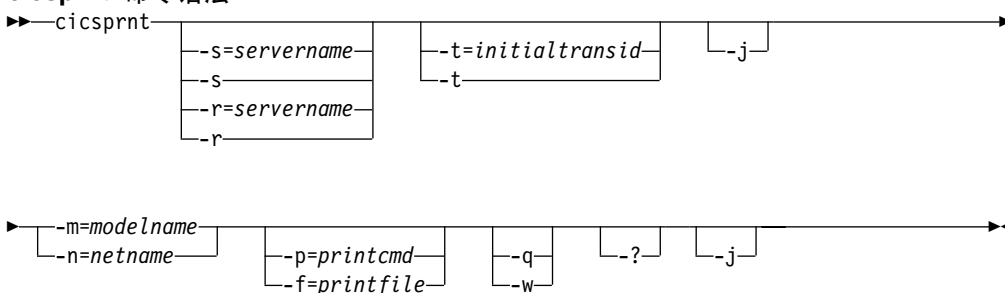 cicsprnt
-s=servername
-s
-r=servername
-r
-t=initialtransid
-t
-j
-m=modelname
-n=netname
-p=printcmd
-f=printfile
-q
-w
-?
-j